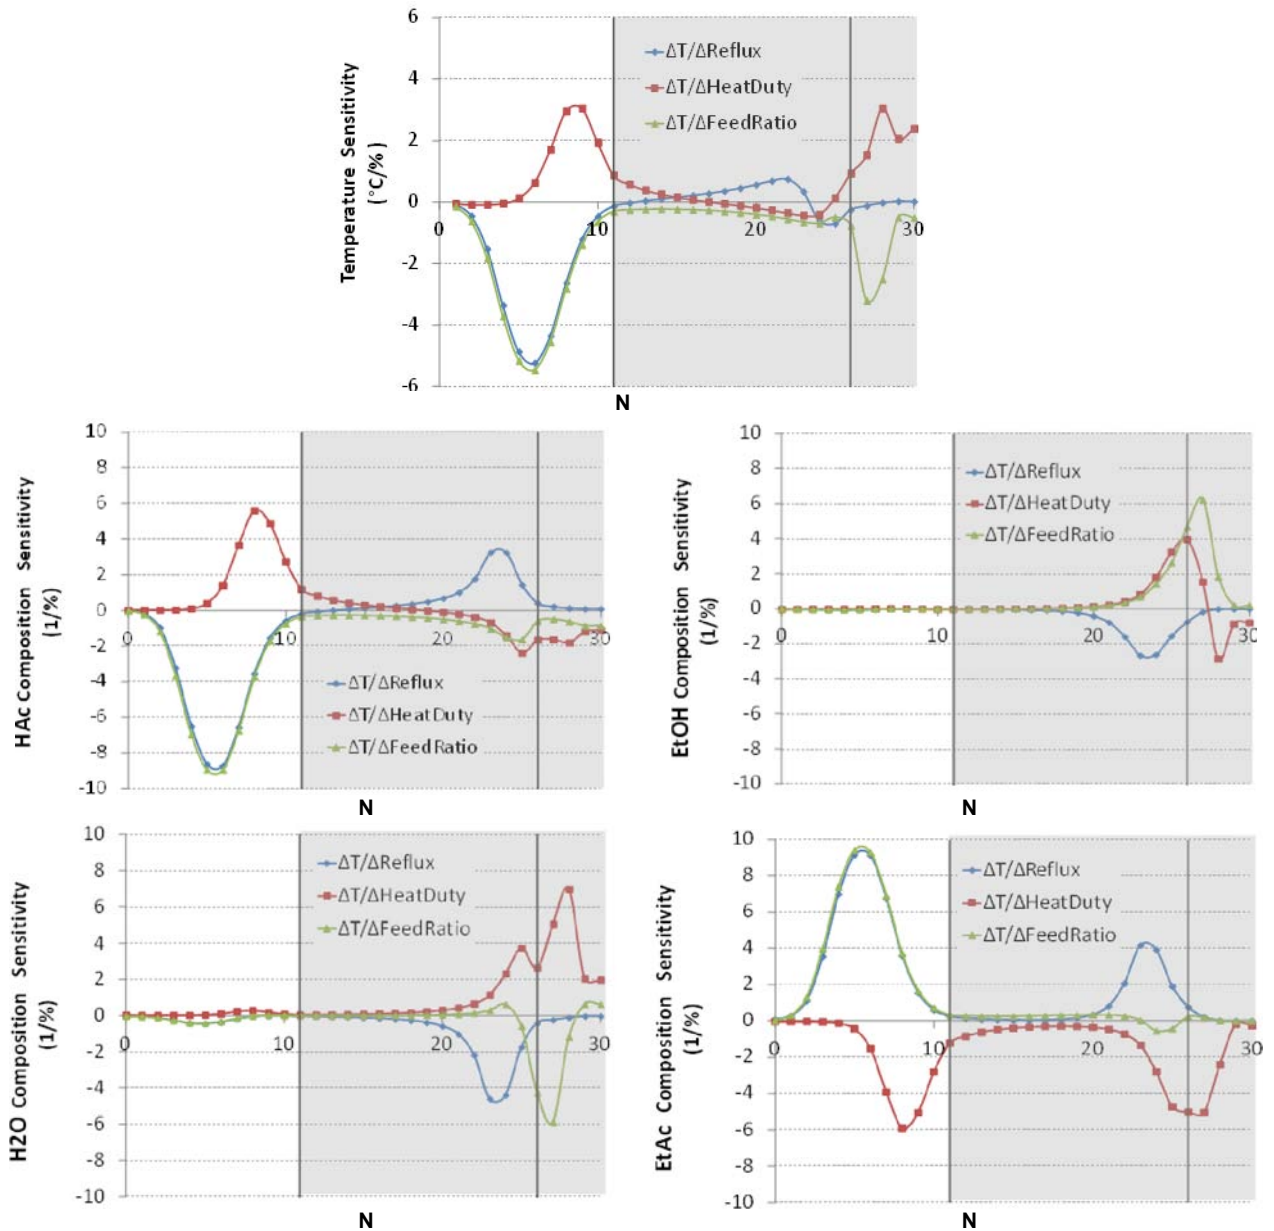 Temperature Sensitivity
(°C/%)
6
4
2
0
-2
-4
-6
0
10
20
30
ΔT/ΔReflux
ΔT/ΔHeatDuty
ΔT/ΔFeedRatio
N
HAc Composition Sensitivity
(1/%)
10
8
6
4
2
0
-2
-4
-6
-8
-10
0
10
20
30
ΔT/ΔReflux
ΔT/ΔHeatDuty
ΔT/ΔFeedRatio
N
EtOH Composition Sensitivity
(1/%)
10
8
6
4
2
0
-2
-4
-6
-8
-10
0
10
20
30
ΔT/ΔReflux
ΔT/ΔHeatDuty
ΔT/ΔFeedRatio
N
H2O Composition Sensitivity
(1/%)
10
8
6
4
2
0
-2
-4
-6
-8
-10
0
10
20
30
ΔT/ΔReflux
ΔT/ΔHeatDuty
ΔT/ΔFeedRatio
N
EtAc Composition Sensitivity
(1/%)
10
8
6
4
2
0
-2
-4
-6
-8
-10
0
10
20
30
ΔT/ΔReflux
ΔT/ΔHeatDuty
ΔT/ΔFeedRatio
N